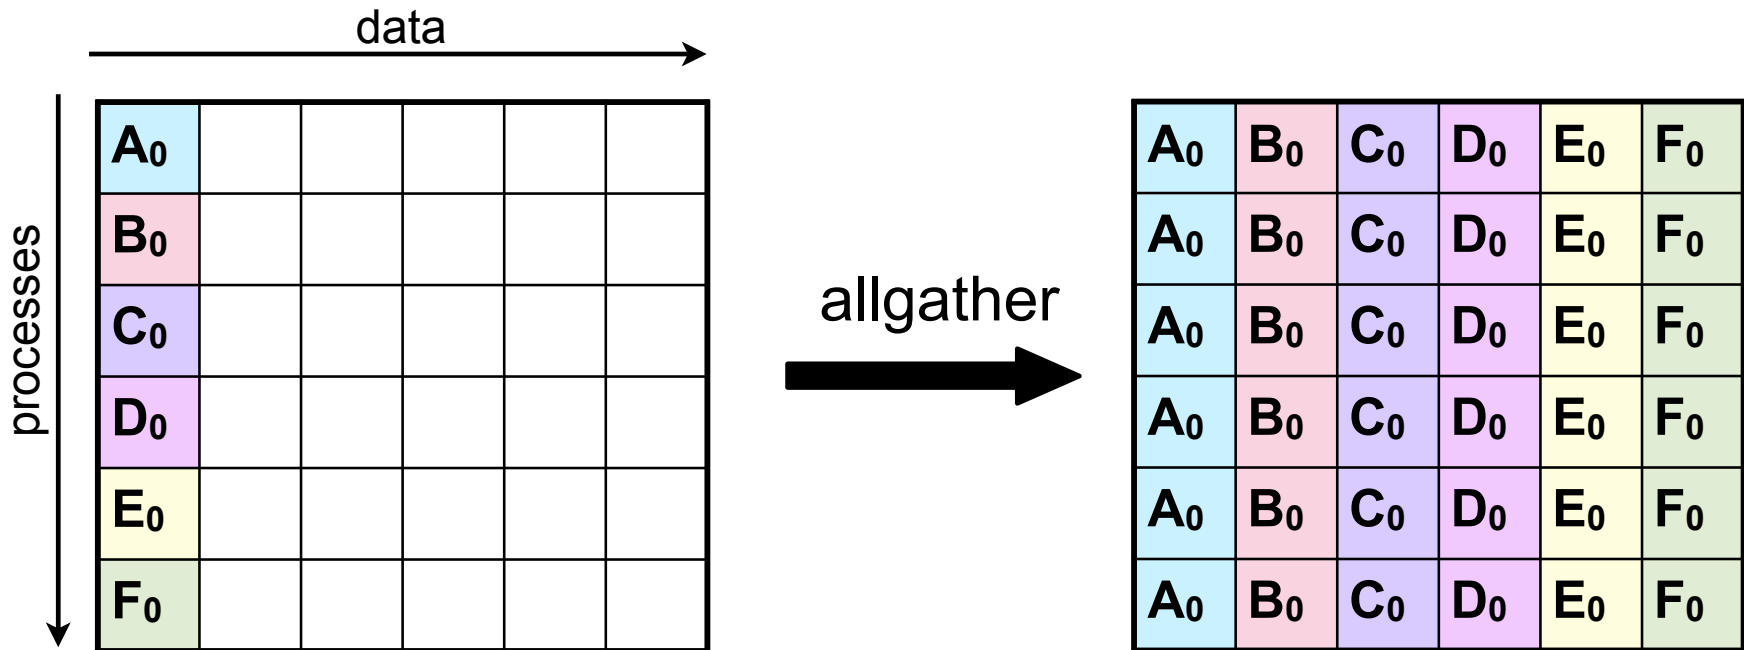 data
processes
A₀
B₀
C₀
D₀
E₀
F₀
allgather
A₀ B₀ C₀ D₀ E₀ F₀
A₀ B₀ C₀ D₀ E₀ F₀
A₀ B₀ C₀ D₀ E₀ F₀
A₀ B₀ C₀ D₀ E₀ F₀
A₀ B₀ C₀ D₀ E₀ F₀
A₀ B₀ C₀ D₀ E₀ F₀